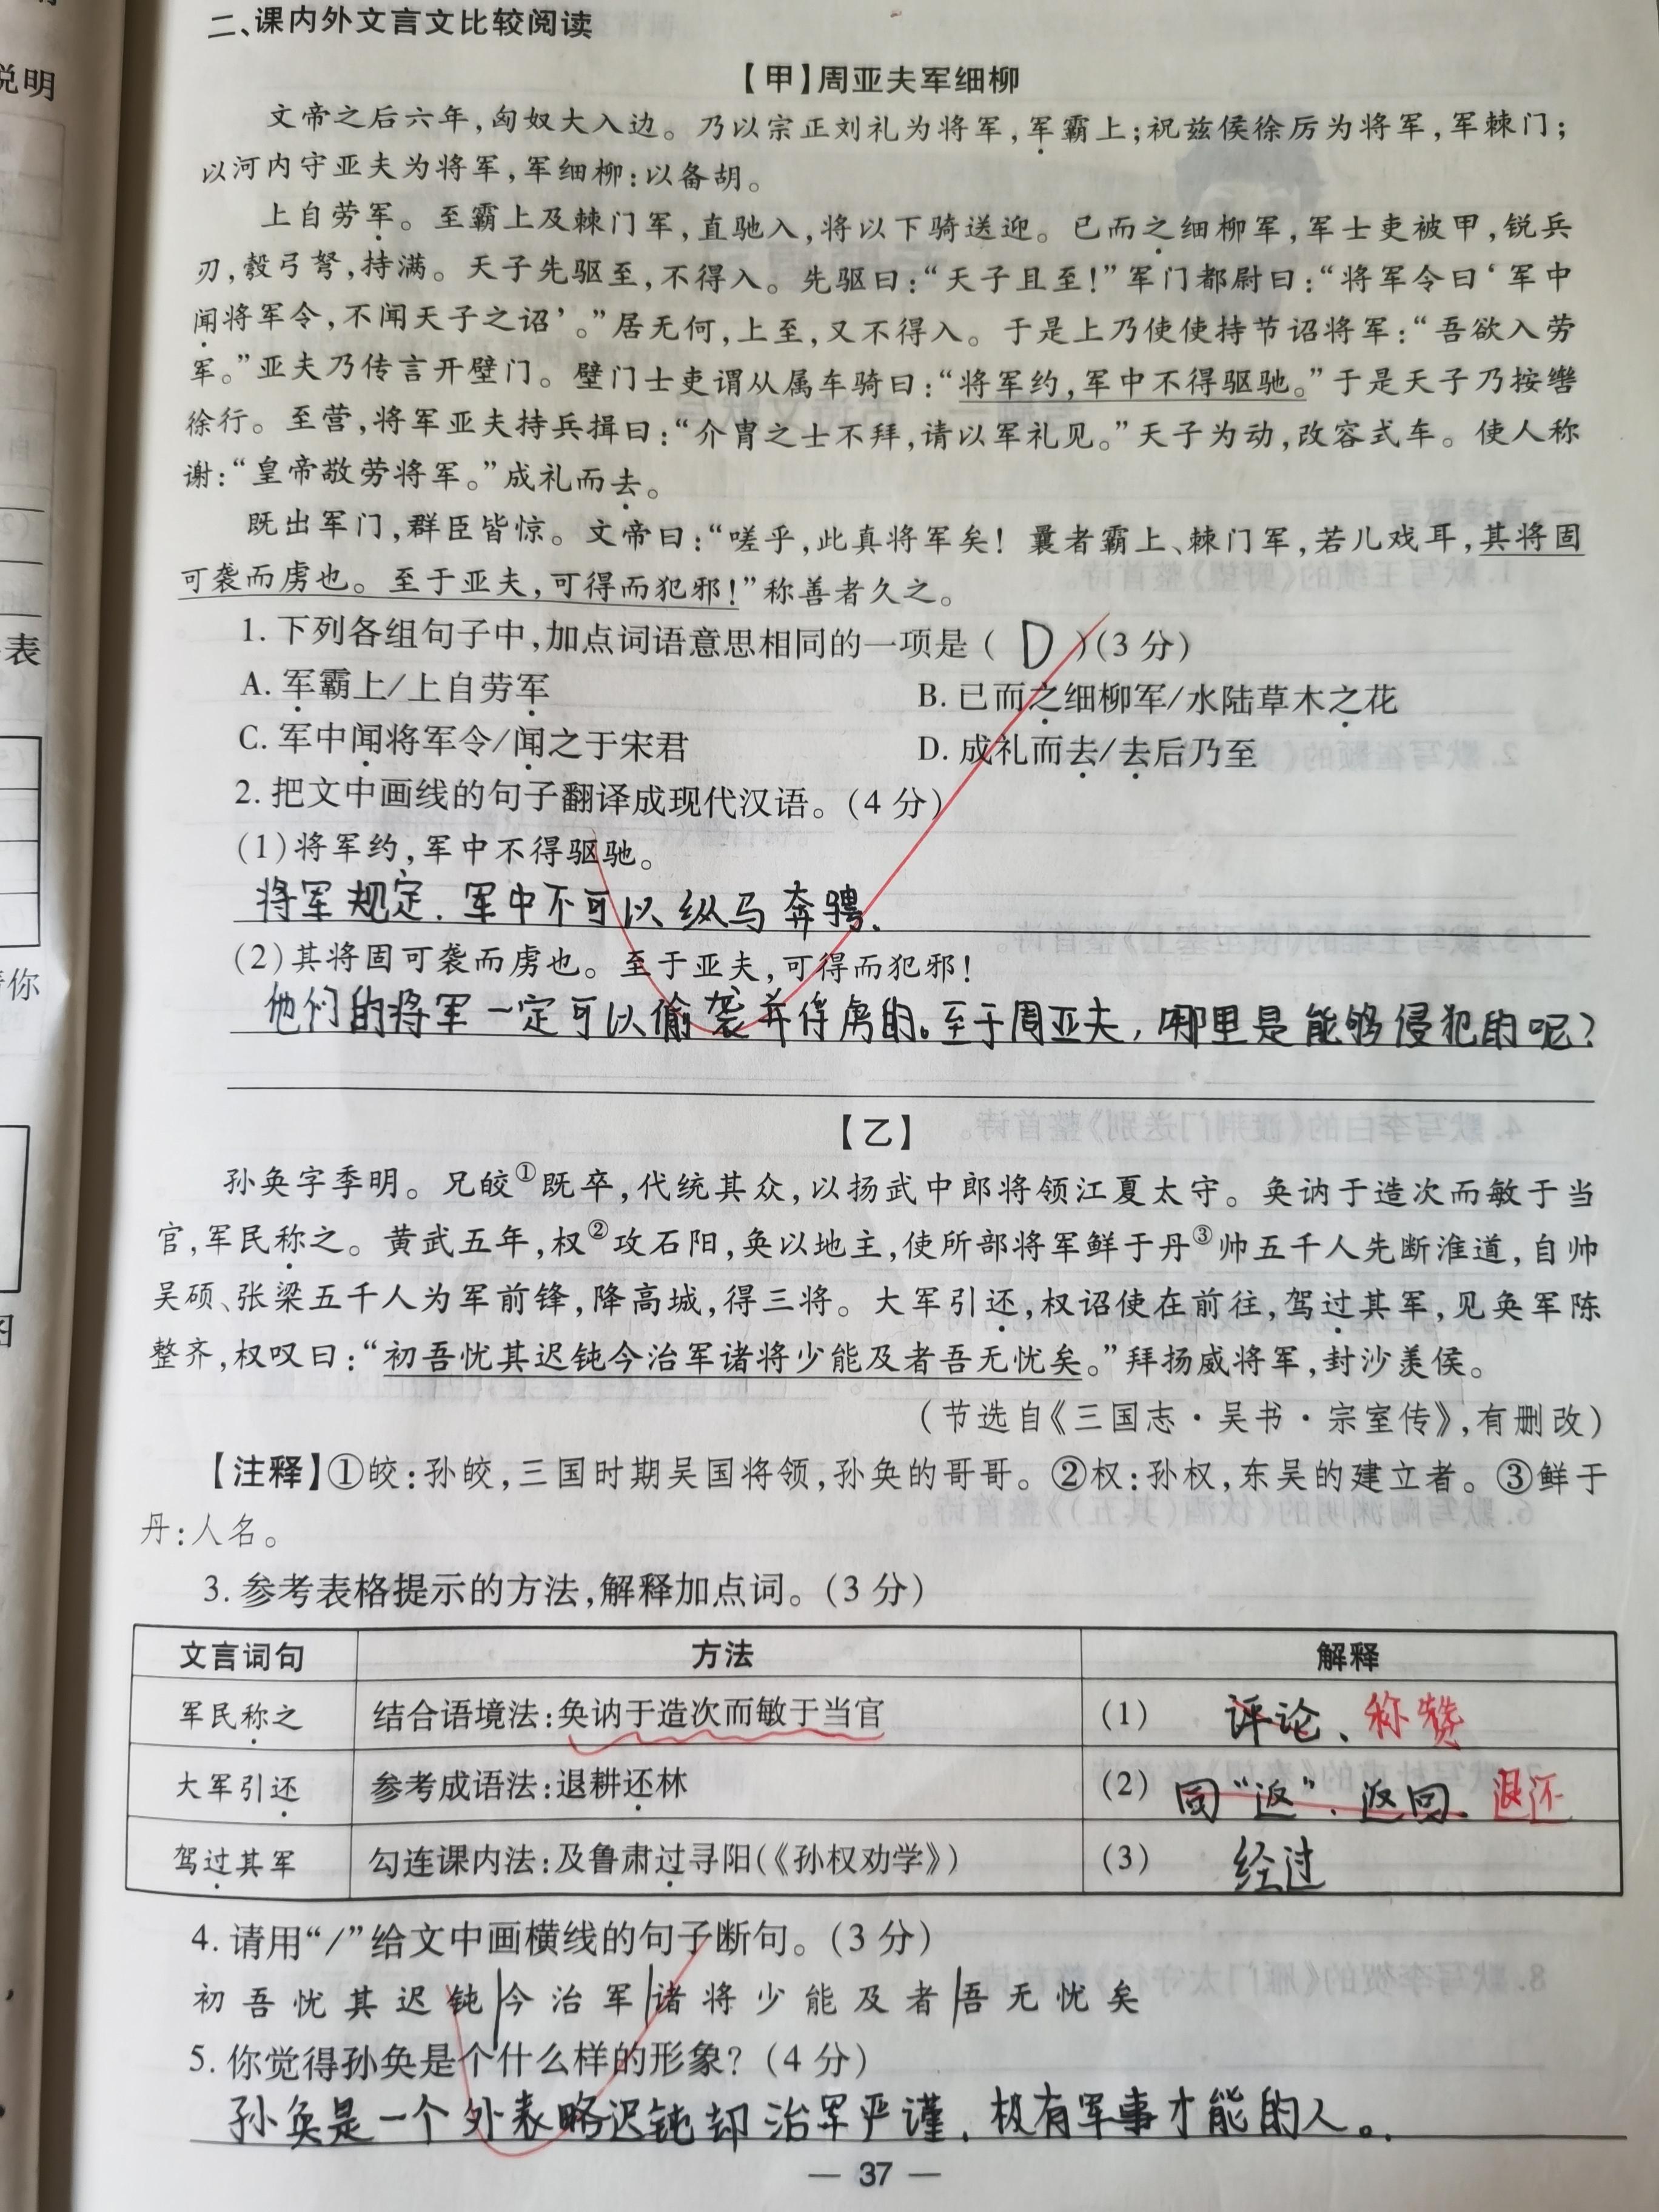 说明
表
你
图
二、课内外文言文比较阅读
【甲】周亚夫军细柳
文帝之后六年,匈奴大入边。乃以宗正刘礼为将军,军霸上;祝兹侯徐厉为将军,军棘门;
以河内守亚夫为将军,军细柳:以备胡。
上自劳军。至霸上及棘门军,直驰入,将以下骑送迎。已而之细柳军,军士吏被甲,锐兵
刃,彀弓弩,持满。天子先驱至,不得入。先驱曰:“天子且至!”军门都尉曰:“将军令曰‘军中
闻将军令,不闻天子之诏’。”居无何,上至,又不得入。于是上乃使使持节诏将军:“吾欲入劳
军。”亚夫乃传言开壁门。壁门士吏谓从属车骑曰:“将军约,军中不得驱驰。”于是天子乃按辔
徐行。至营,将军亚夫持兵揖曰:“介胄之士不拜,请以军礼见。”天子为动,改容式车。使人称
谢:“皇帝敬劳将军。”成礼而去。
既出军门,群臣皆惊。文帝曰:“嗟乎,此真将军矣!曩者霸上、棘门军,若儿戏耳,其将固
可袭而虏也。至于亚夫,可得而犯邪!”称善者久之。
1. 下列各组句子中,加点词语意思相同的一项是( D )(3 分)
A. 军霸上/上自劳军 B. 已而之细柳军/水陆草木之花
C. 军中闻将军令/闻之于宋君 D. 成礼而去/去后乃至
2. 把文中画线的句子翻译成现代汉语。(4 分)
(1)将军约,军中不得驱驰。
将军规定.军中不可以纵马奔骋.
(2)其将固可袭而虏也。至于亚夫,可得而犯邪!
他们的将军一定可以偷袭并俘虏的。至于周亚夫,哪里是能够侵犯的呢?
【乙】
孙奂字季明。兄皎①既卒,代统其众,以扬武中郎将领江夏太守。奂讷于造次而敏于当
官,军民称之。黄武五年,权②攻石阳,奂以地主,使所部将军鲜于丹③帅五千人先断淮道,自帅
吴硕、张梁五千人为军前锋,降高城,得三将。大军引还,权诏使在前往,驾过其军,见奂军陈
整齐,权叹曰:“初吾忧其迟钝今治军诸将少能及者吾无忧矣。”拜扬威将军,封沙羡侯。
(节选自《三国志·吴书·宗室传》,有删改)
【注释】①皎:孙皎,三国时期吴国将领,孙奂的哥哥。②权:孙权,东吴的建立者。③鲜于
丹:人名。
3. 参考表格提示的方法,解释加点词。(3 分)
文言词句 方法 解释
军民称之 结合语境法:奂讷于造次而敏于当官 (1) 评论、称赞
大军引还 参考成语法:退耕还林 (2) 同“返”.返回. 退还
驾过其军 勾连课内法:及鲁肃过寻阳(《孙权劝学》) (3) 经过
4. 请用“/”给文中画横线的句子断句。(3 分)
初吾忧其迟钝|今治军|诸将少能及者|吾无忧矣
5. 你觉得孙奂是个什么样的形象?(4 分)
孙奂是一个外表略迟钝却治军严谨.极有军事才能的人。
— 37 —